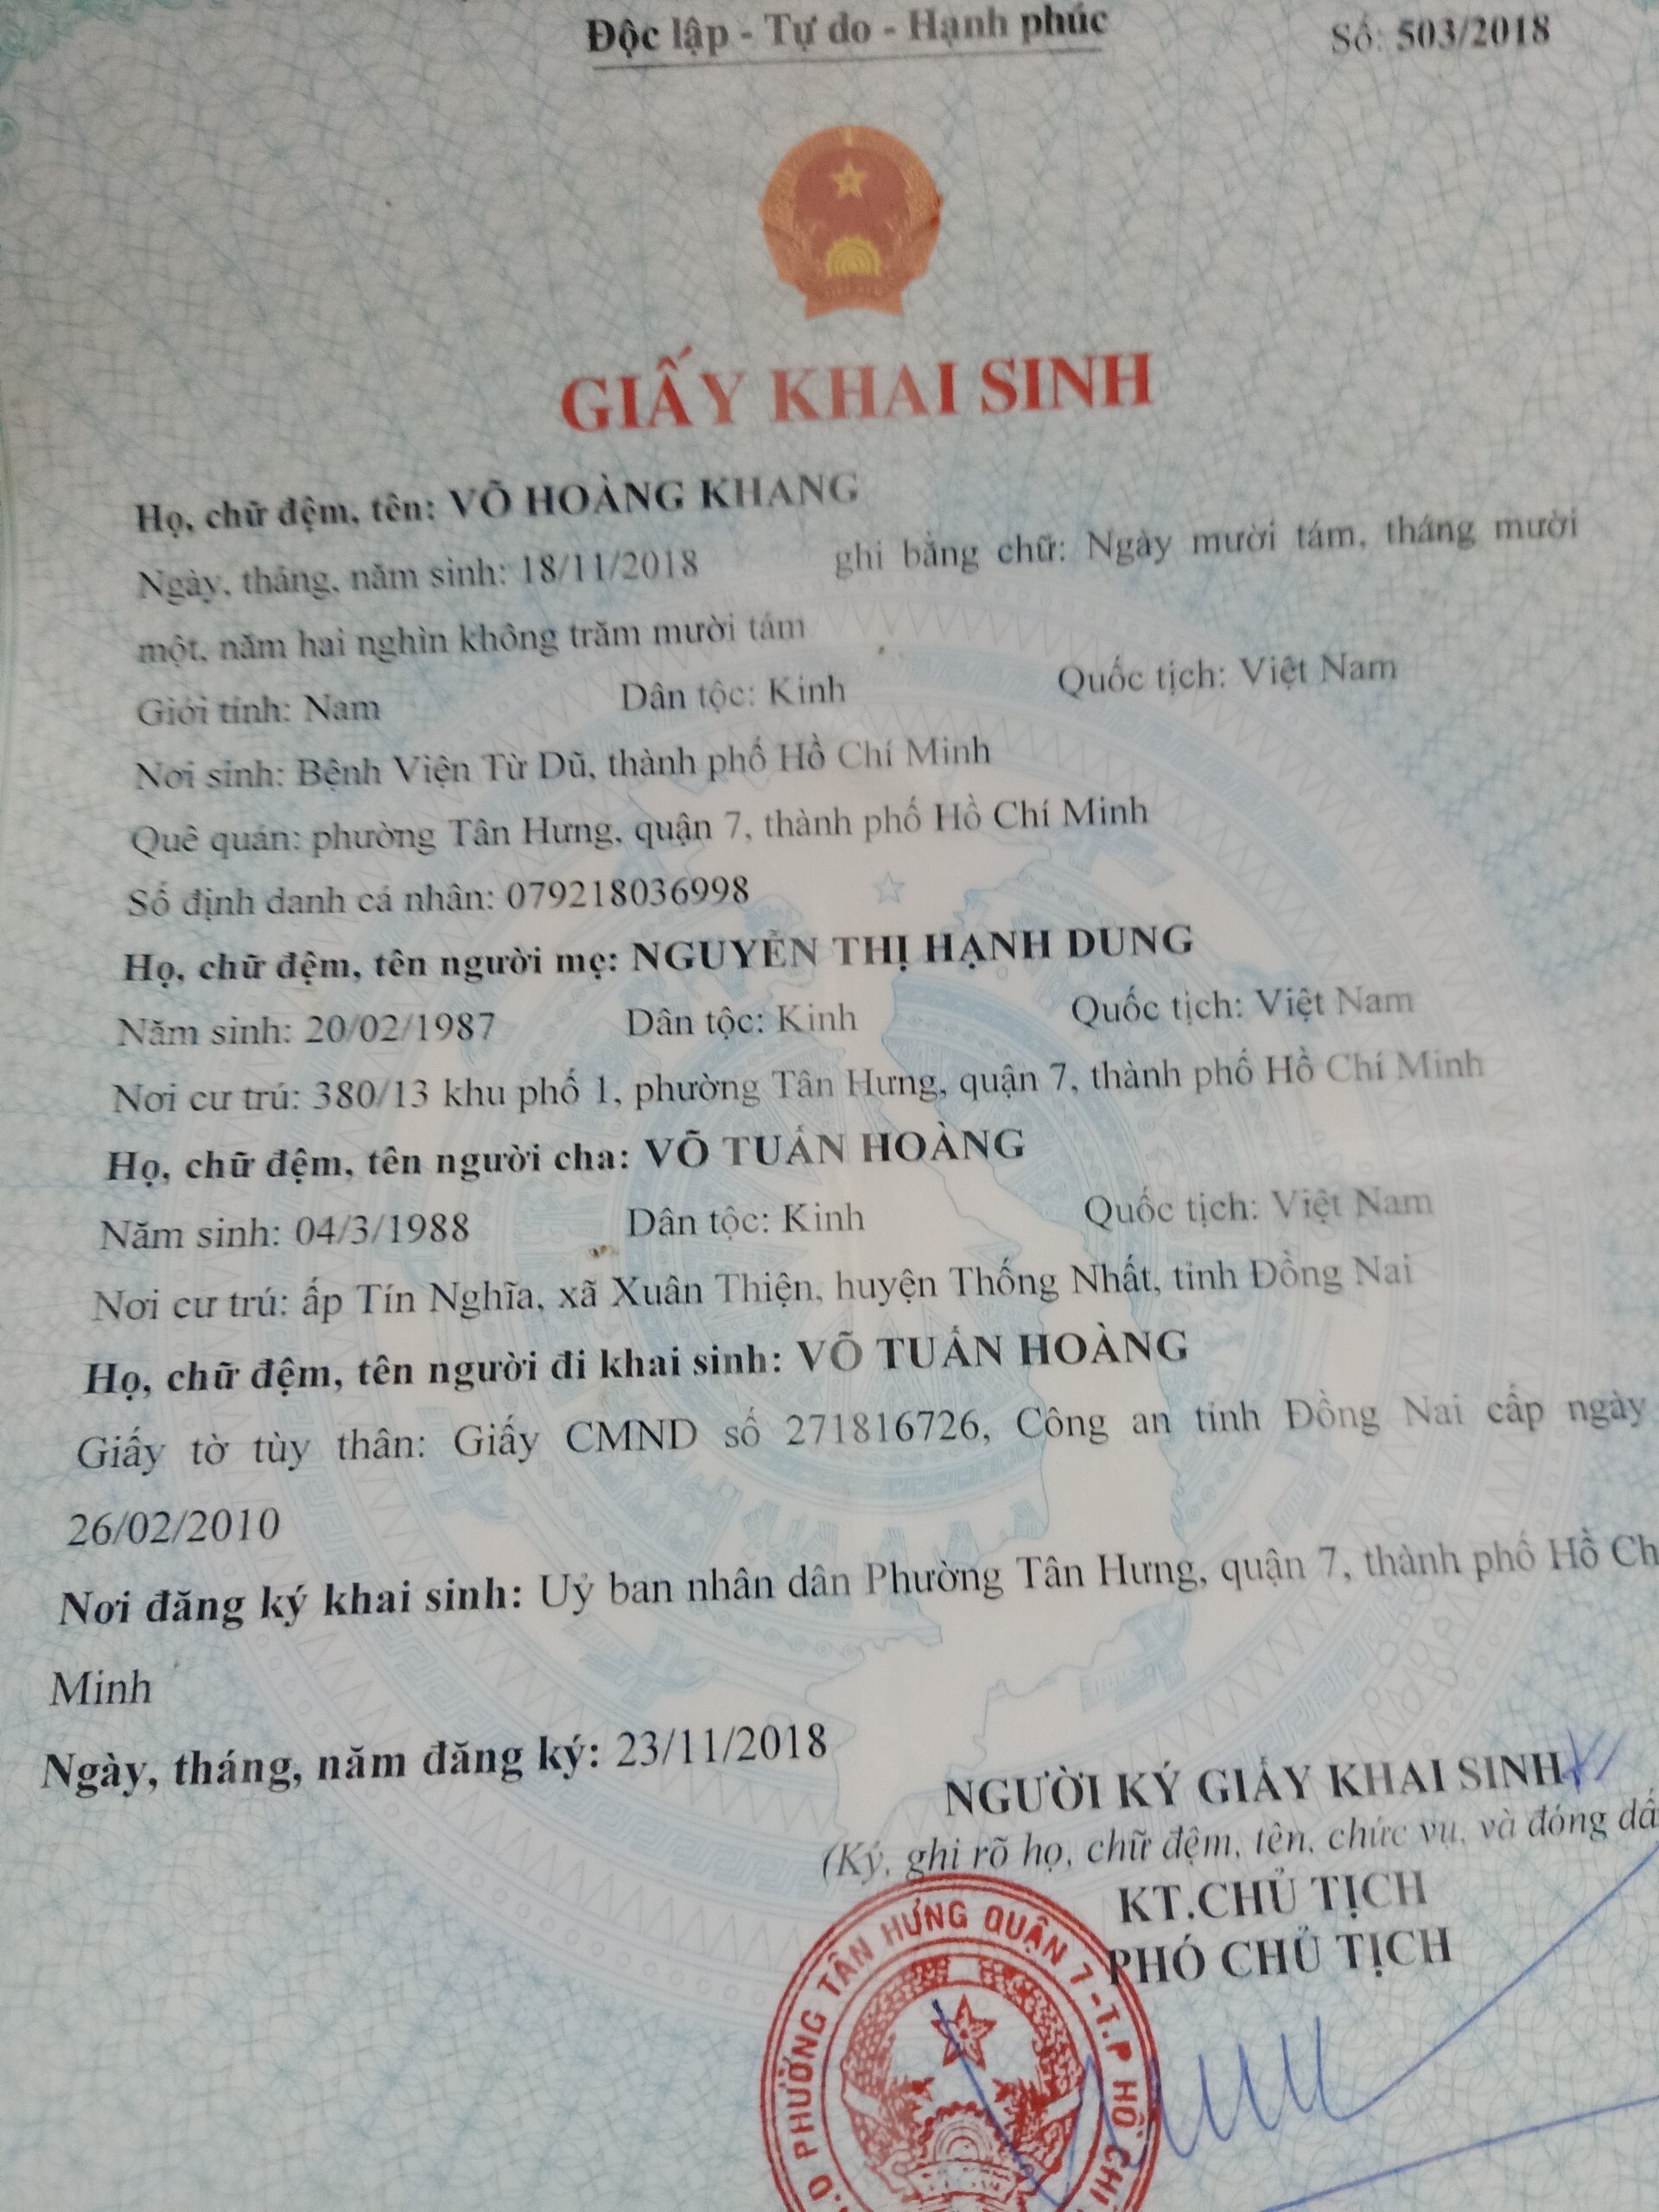 Độc lập - Tự do - Hạnh phúc
Số: 503/2018
GIẤY KHAI SINH
Họ, chữ đệm, tên: VÕ HOÀNG KHANG
Ngày, tháng, năm sinh: 18/11/2018 ghi bằng chữ: Ngày mười tám, tháng mười
một, năm hai nghìn không trăm mười tám
Giới tính: Nam Dân tộc: Kinh Quốc tịch: Việt Nam
Nơi sinh: Bệnh Viện Từ Dũ, thành phố Hồ Chí Minh
Quê quán: phường Tân Hưng, quận 7, thành phố Hồ Chí Minh
Số định danh cá nhân: 079218036998
Họ, chữ đệm, tên người mẹ: NGUYỄN THỊ HẠNH DUNG
Năm sinh: 20/02/1987 Dân tộc: Kinh Quốc tịch: Việt Nam
Nơi cư trú: 380/13 khu phố 1, phường Tân Hưng, quận 7, thành phố Hồ Chí Minh
Họ, chữ đệm, tên người cha: VÕ TUẤN HOÀNG
Năm sinh: 04/3/1988 Dân tộc: Kinh Quốc tịch: Việt Nam
Nơi cư trú: ấp Tín Nghĩa, xã Xuân Thiện, huyện Thống Nhất, tỉnh Đồng Nai
Họ, chữ đệm, tên người đi khai sinh: VÕ TUẤN HOÀNG
Giấy tờ tùy thân: Giấy CMND số 271816726, Công an tỉnh Đồng Nai cấp ngày
26/02/2010
Nơi đăng ký khai sinh: Uỷ ban nhân dân Phường Tân Hưng, quận 7, thành phố Hồ Ch
Minh
Ngày, tháng, năm đăng ký: 23/11/2018
NGƯỜI KÝ GIẤY KHAI SINH
(Ký, ghi rõ họ, chữ đệm, tên, chức vụ, và đóng dấ
KT.CHỦ TỊCH
PHÓ CHỦ TỊCH
.D PHƯỜNG TÂN HƯNG QUẬN 7 - T.P HỒ CHÍ